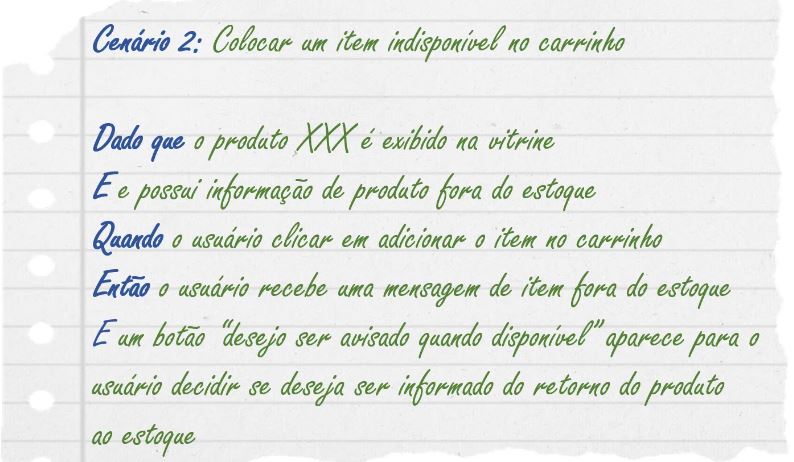 Cenário 2: Colocar um item indisponível no carrinho
Dado que o produto XXX é exibido na vitrine
E e possui informação de produto fora do estoque
Quando o usuário clicar em adicionar o item no carrinho
Então o usuário recebe uma mensagem de item fora do estoque
E um botão “desejo ser avisado quando disponível” aparece para o
usuário decidir se deseja ser informado do retorno do produto
ao estoque